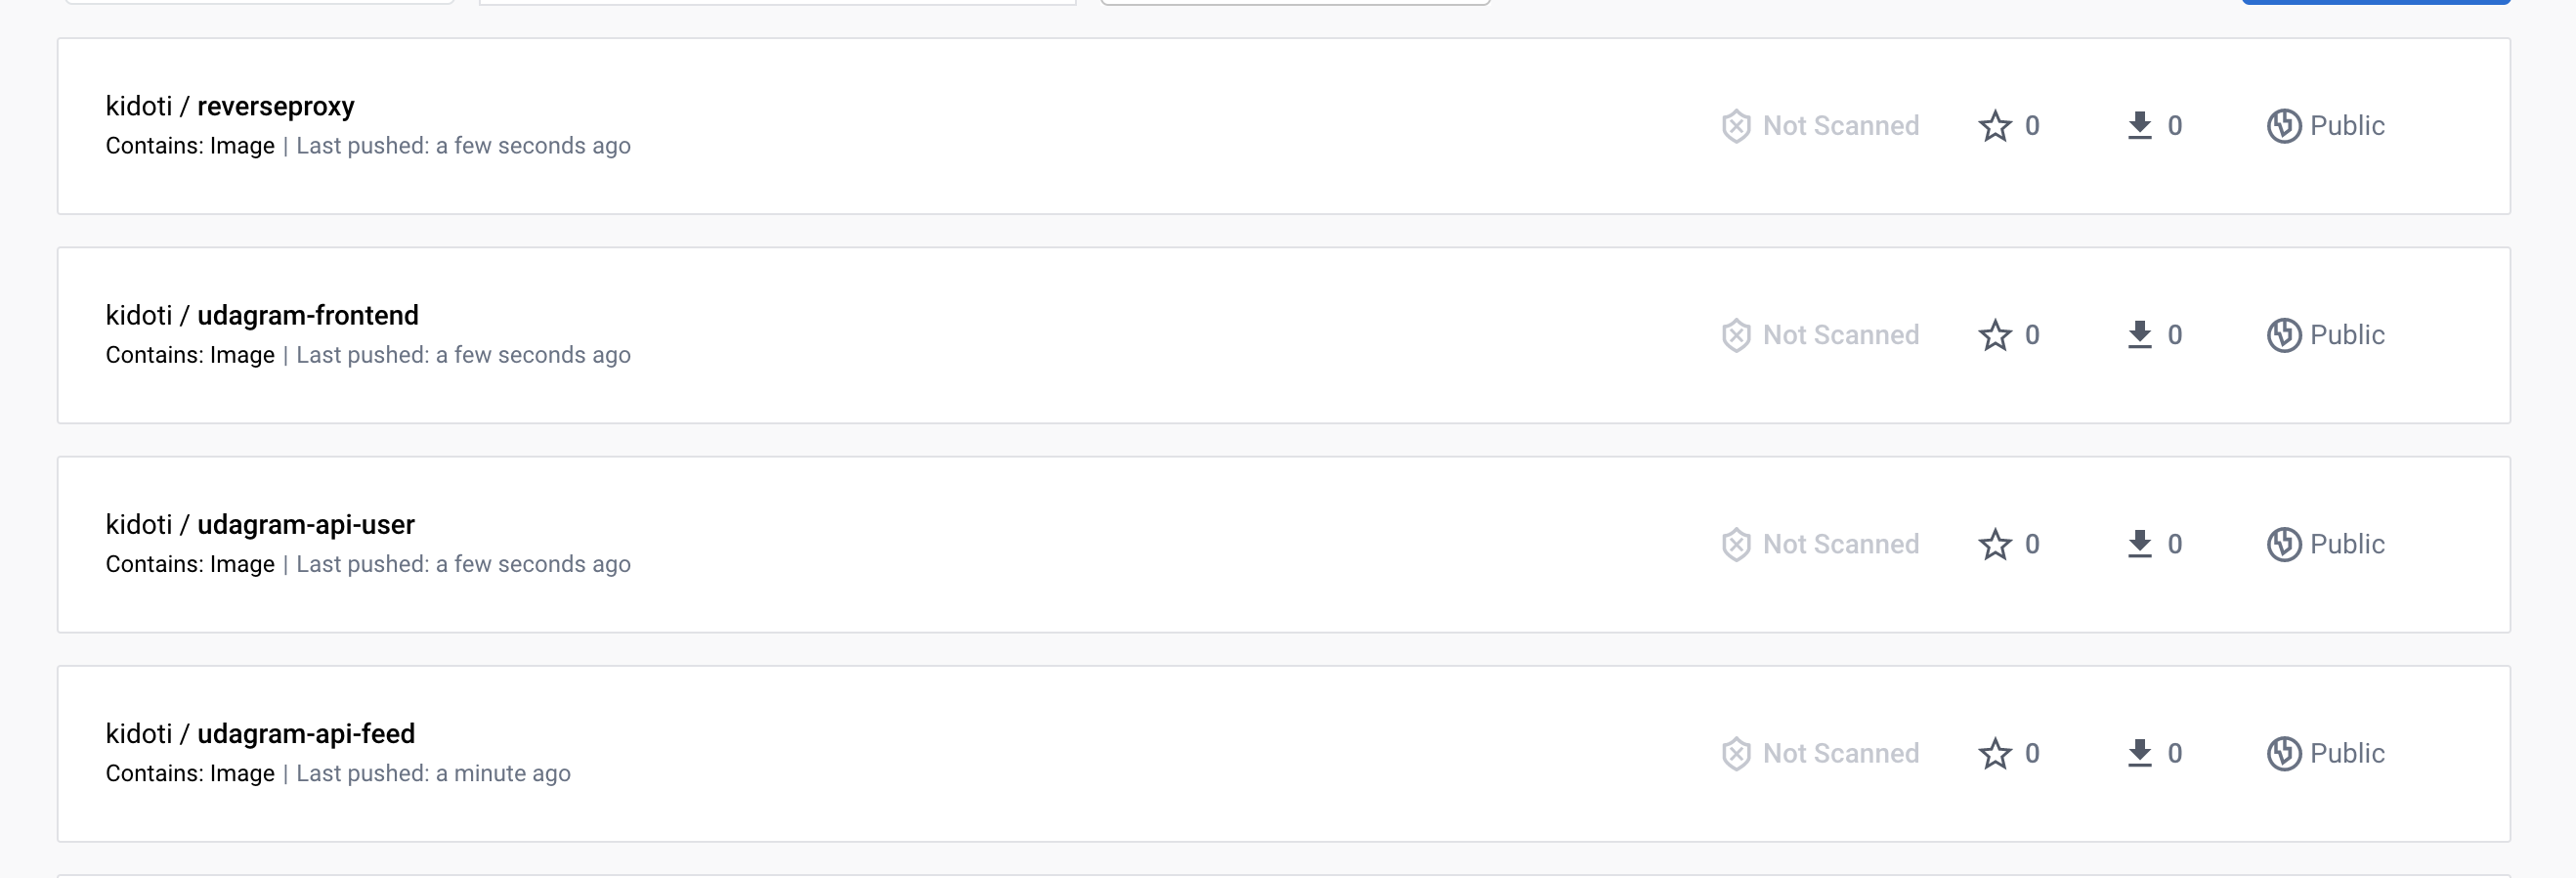 kidoti / reverseproxy
Contains: Image | Last pushed: a few seconds ago
Not Scanned 0 0 Public
kidoti / udagram-frontend
Contains: Image | Last pushed: a few seconds ago
Not Scanned 0 0 Public
kidoti / udagram-api-user
Contains: Image | Last pushed: a few seconds ago
Not Scanned 0 0 Public
kidoti / udagram-api-feed
Contains: Image | Last pushed: a minute ago
Not Scanned 0 0 Public